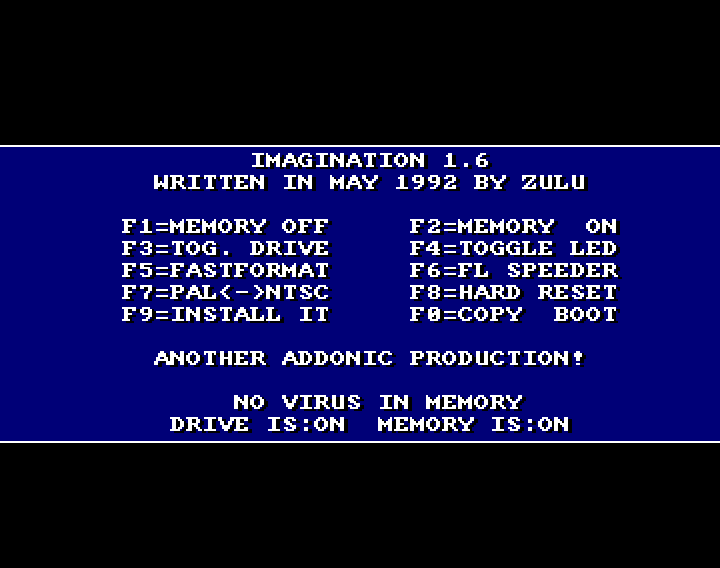 IMAGINATION 1.6
WRITTEN IN MAY 1992 BY ZULU
F1=MEMORY OFF F2=MEMORY ON
F3=TOG. DRIVE F4=TOGGLE LED
F5=FASTFORMAT F6=FL SPEEDER
F7=PAL<->NTSC F8=HARD RESET
F9=INSTALL IT F0=COPY BOOT
ANOTHER ADDONIC PRODUCTION!
NO VIRUS IN MEMORY
DRIVE IS:ON MEMORY IS:ON